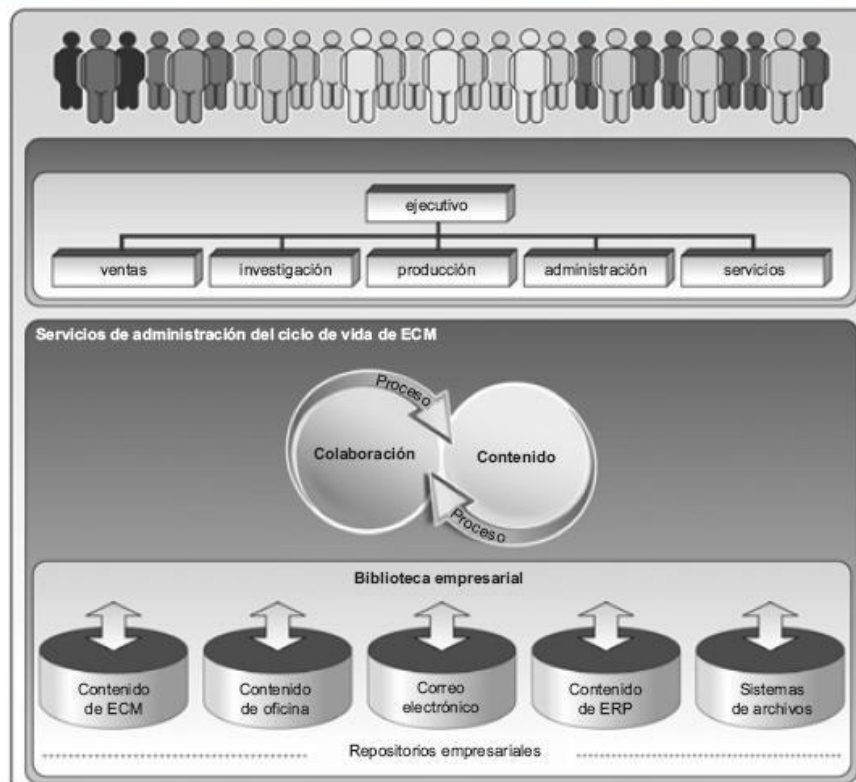 ejecutivo
ventas
investigación
producción
administración
servicios
Servicios de administración del ciclo de vida de ECM
Proceso
Colaboración
Contenido
Proceso
Biblioteca empresarial
Contenido
de ECM
Contenido
de oficina
Correo
electrónico
Contenido
de ERP
Sistemas
de archivos
Repositorios empresariales